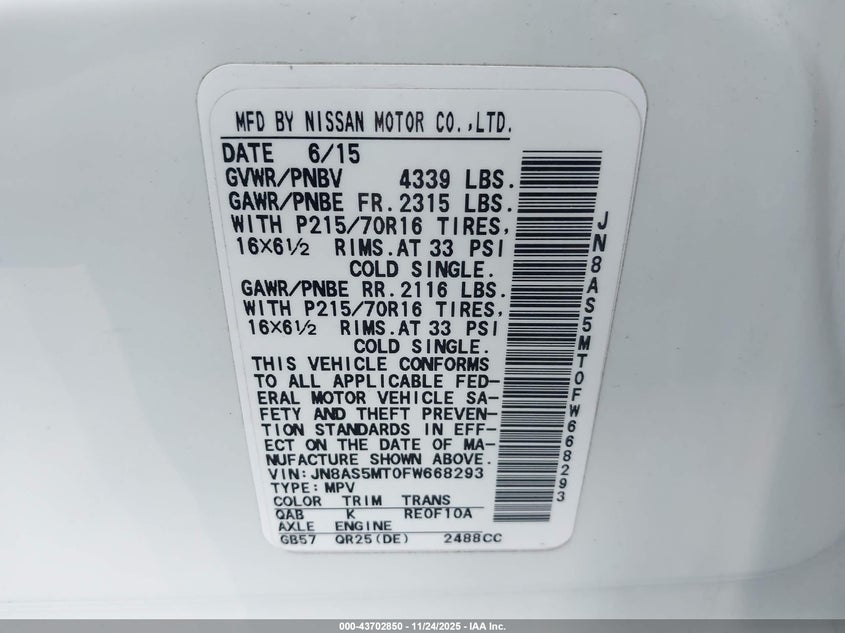 MFD BY NISSAN MOTOR CO.,LTD.
DATE 6/15
GVWR/PNBV 4339 LBS.
GAWR/PNBE FR.2315 LBS.
WITH P215/70R16 TIRES,
16X6½ RIMS.AT 33 PSI
COLD SINGLE.
GAWR/PNBE RR.2116 LBS.
WITH P215/70R16 TIRES,
16X6½ RIMS.AT 33 PSI
COLD SINGLE.
THIS VEHICLE CONFORMS
TO ALL APPLICABLE FED-
ERAL MOTOR VEHICLE SA-
FETY AND THEFT PREVEN-
TION STANDARDS IN EFF-
ECT ON THE DATE OF MA-
NUFACTURE SHOWN ABOVE.
VIN:JN8AS5MT0FW668293
TYPE:MPV
COLOR TRIM TRANS
QAB K RE0F10A
AXLE ENGINE
GB57 QR25(DE) 2488CC
JN8AS5MT0FW668293
000-43702850 | 11/24/2025 - IAA Inc.